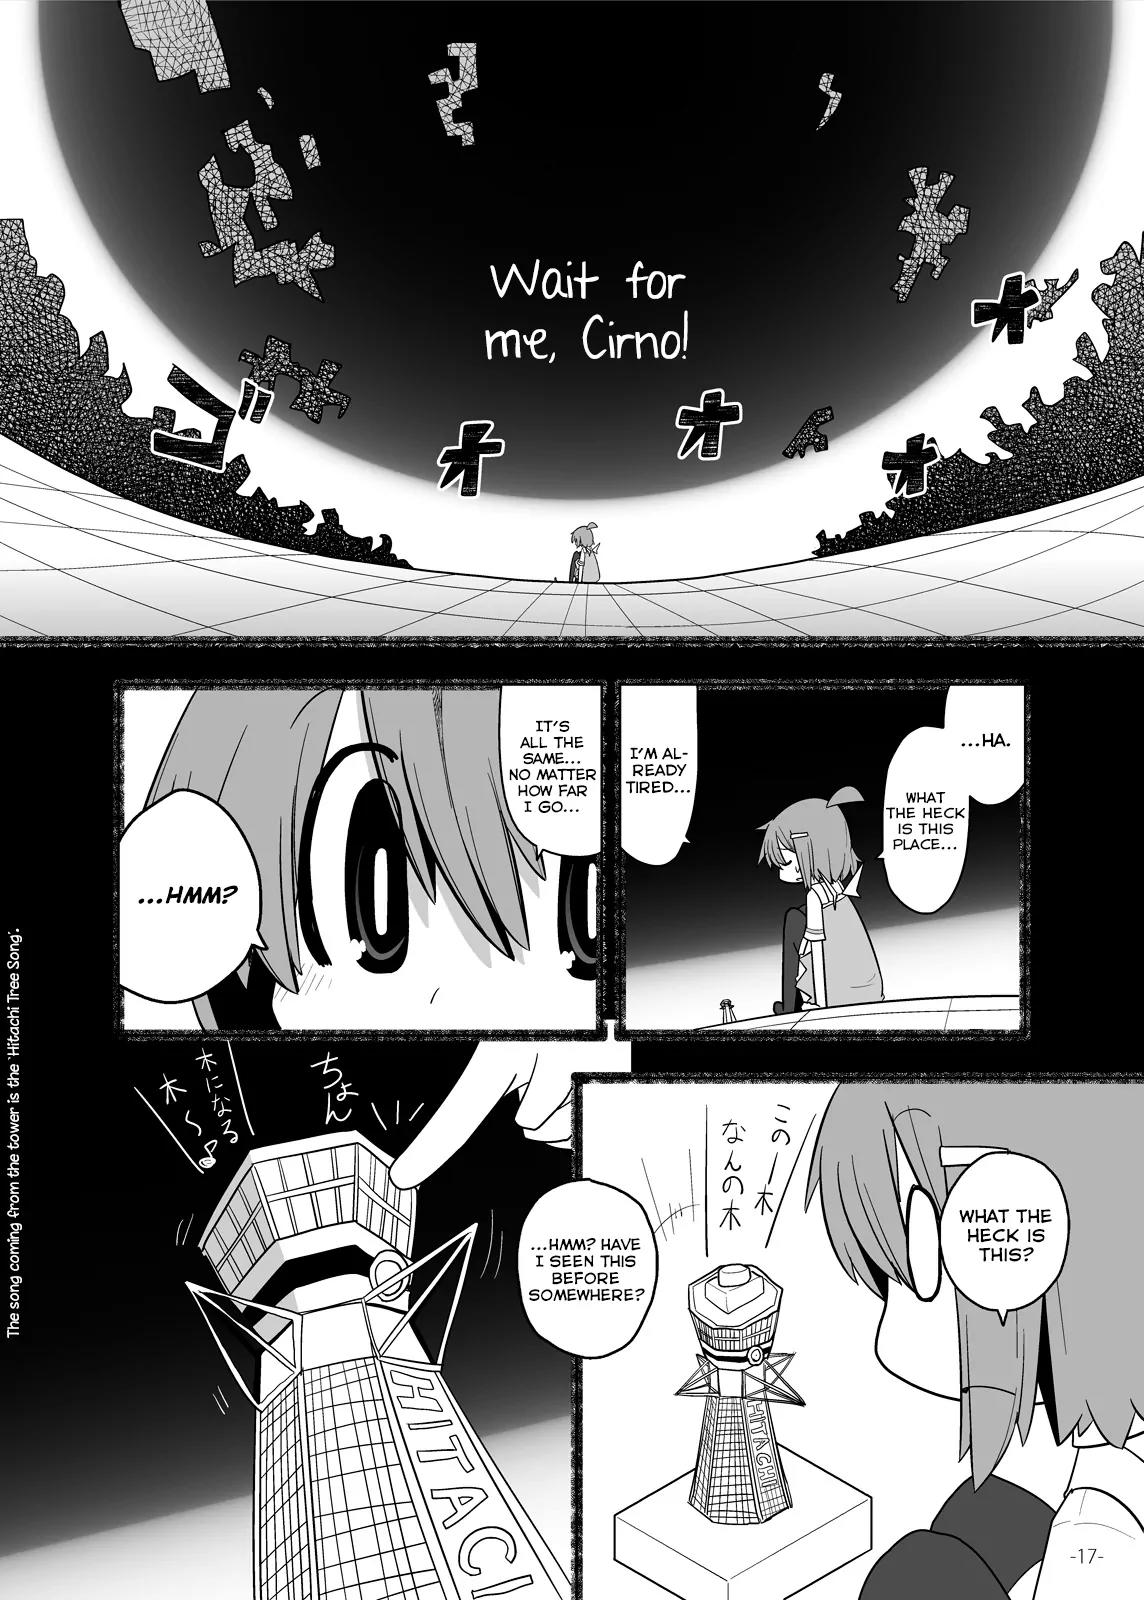 Wait for
me, Cirno!
ゴ
オ
オ
オ
オ
...HA.
WHAT
THE HECK
IS THIS
PLACE...
I'M AL-
READY
TIRED...
IT'S
ALL THE
SAME...
NO MATTER
HOW FAR
I GO...
...HMM?
WHAT THE
HECK IS
THIS?
この一木
なんの木
HITACHI
...HMM? HAVE
I SEEN THIS
BEFORE
SOMEWHERE?
ちょん
木になる
木〜♪
HITACHI
The song coming from the tower is the 'Hitachi Tree Song'.
-17-